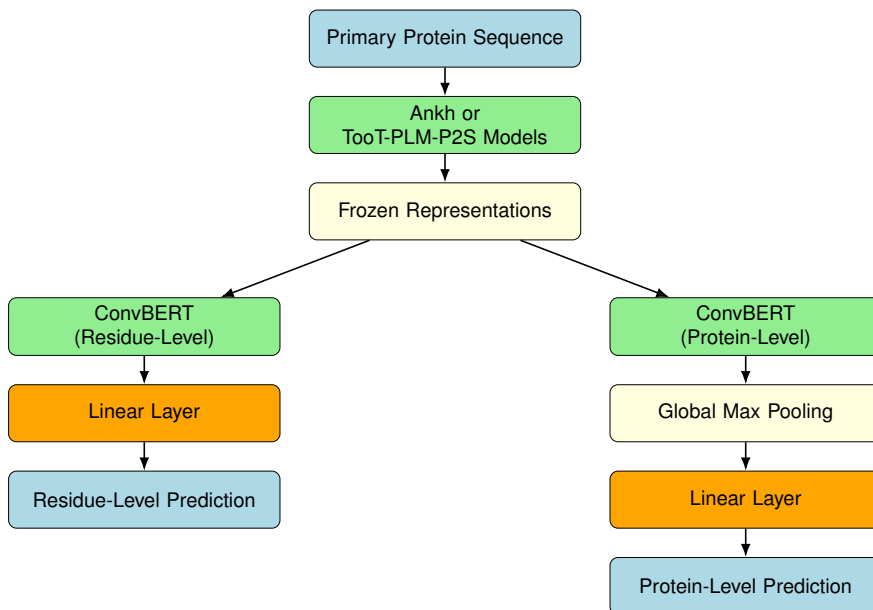 Primary Protein Sequence
Ankh or
TooT-PLM-P2S Models
Frozen Representations
ConvBERT
(Residue-Level)
Linear Layer
Residue-Level Prediction
ConvBERT
(Protein-Level)
Global Max Pooling
Linear Layer
Protein-Level Prediction